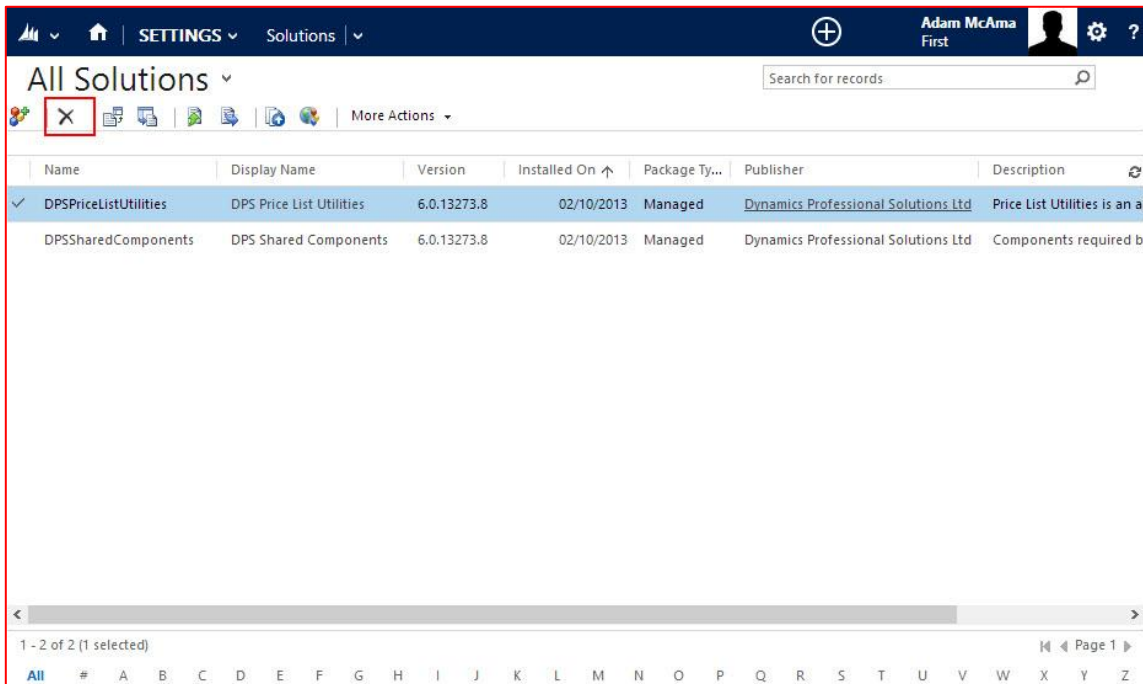 SETTINGS Solutions Adam McAma
First ?
All Solutions
Search for records
More Actions
Name Display Name Version Installed On Package Ty... Publisher Description
DPSPriceListUtilities DPS Price List Utilities 6.0.13273.8 02/10/2013 Managed Dynamics Professional Solutions Ltd Price List Utilities is an a
DPSSharedComponents DPS Shared Components 6.0.13273.8 02/10/2013 Managed Dynamics Professional Solutions Ltd Components required b
1 - 2 of 2 (1 selected) Page 1
All # A B C D E F G H I J K L M N O P Q R S T U V W X Y Z